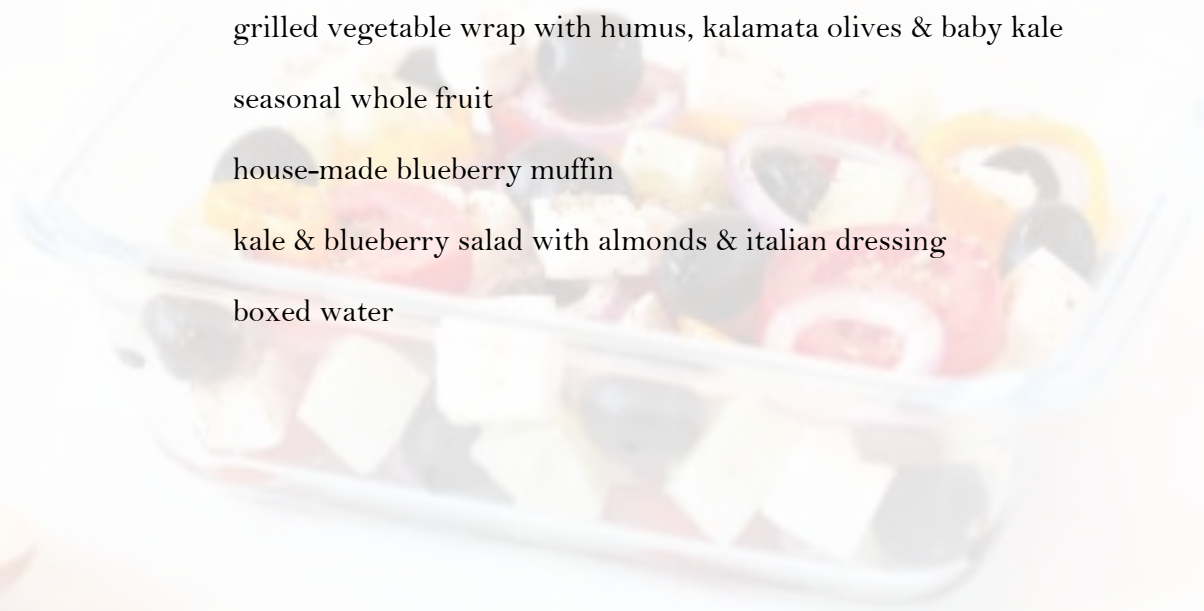 grilled vegetable wrap with humus, kalamata olives & baby kale
seasonal whole fruit
house-made blueberry muffin
kale & blueberry salad with almonds & italian dressing
boxed water